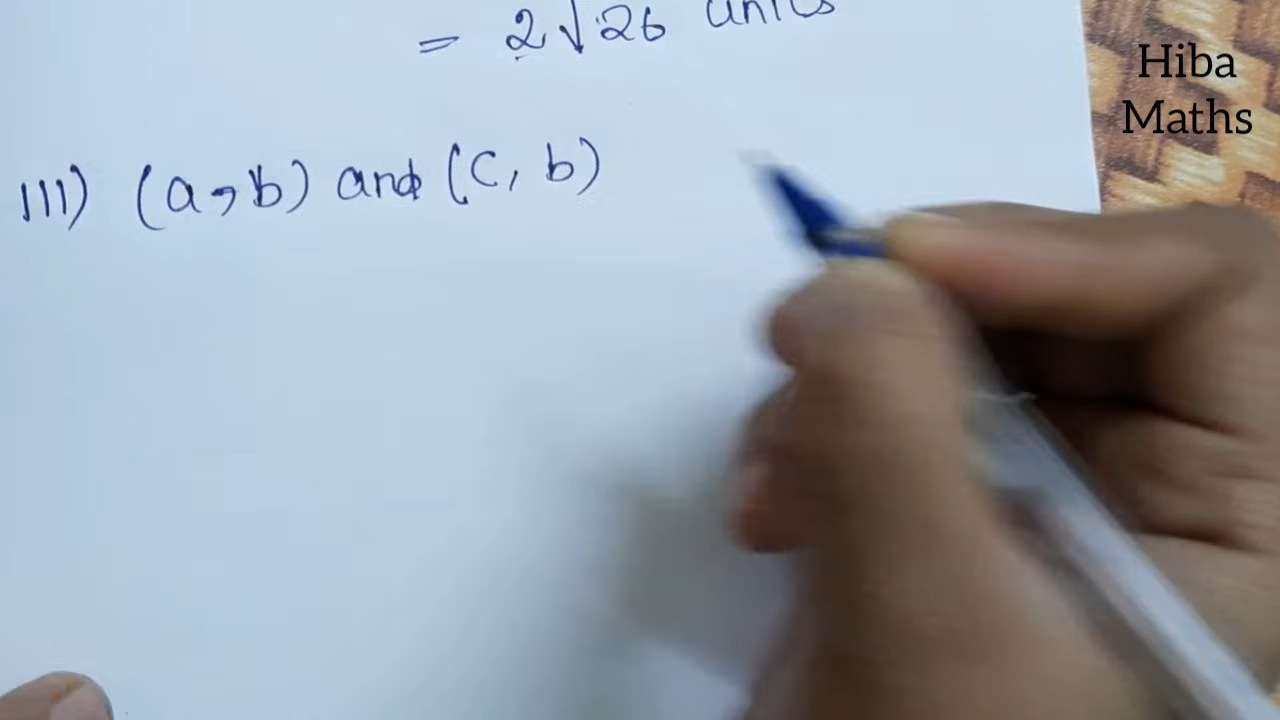 = 2√26 units
Hiba
Maths
III) (a, b) and (c, b)